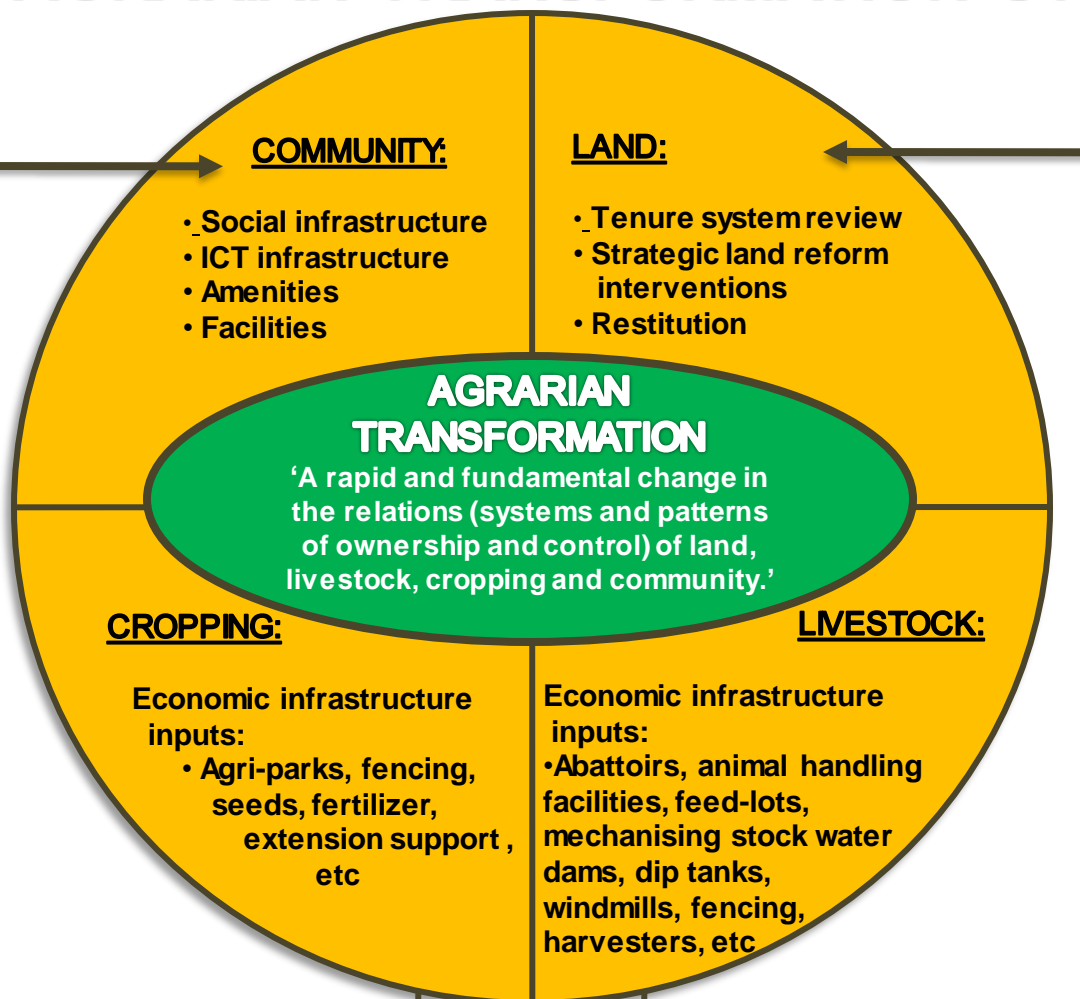 COMMUNITY:
• Social infrastructure
• ICT infrastructure
• Amenities
• Facilities
LAND:
• Tenure system review
• Strategic land reform
interventions
• Restitution
AGRARIAN
TRANSFORMATION
‘A rapid and fundamental change in
the relations (systems and patterns
of ownership and control) of land,
livestock, cropping and community.’
CROPPING:
Economic infrastructure
inputs:
• Agri-parks, fencing,
seeds, fertilizer,
extension support ,
etc
LIVESTOCK:
Economic infrastructure
inputs:
•Abattoirs, animal handling
facilities, feed-lots,
mechanising stock water
dams, dip tanks,
windmills, fencing,
harvesters, etc